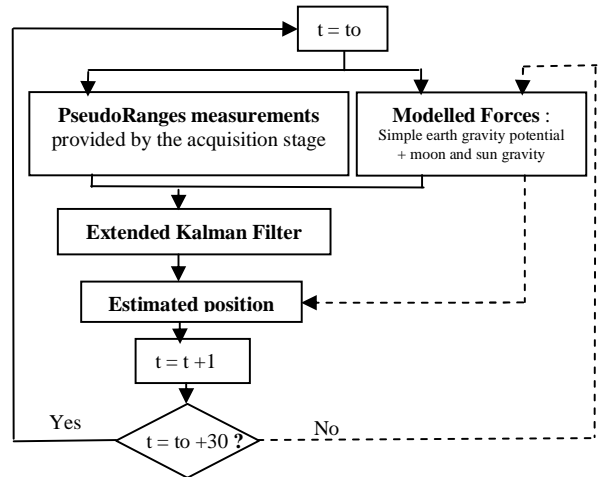 t = to
PseudoRanges measurements
provided by the acquisition stage
Modelled Forces :
Simple earth gravity potential
+ moon and sun gravity
Extended Kalman Filter
Estimated position
t = t +1
Yes
t = to +30 ?
No